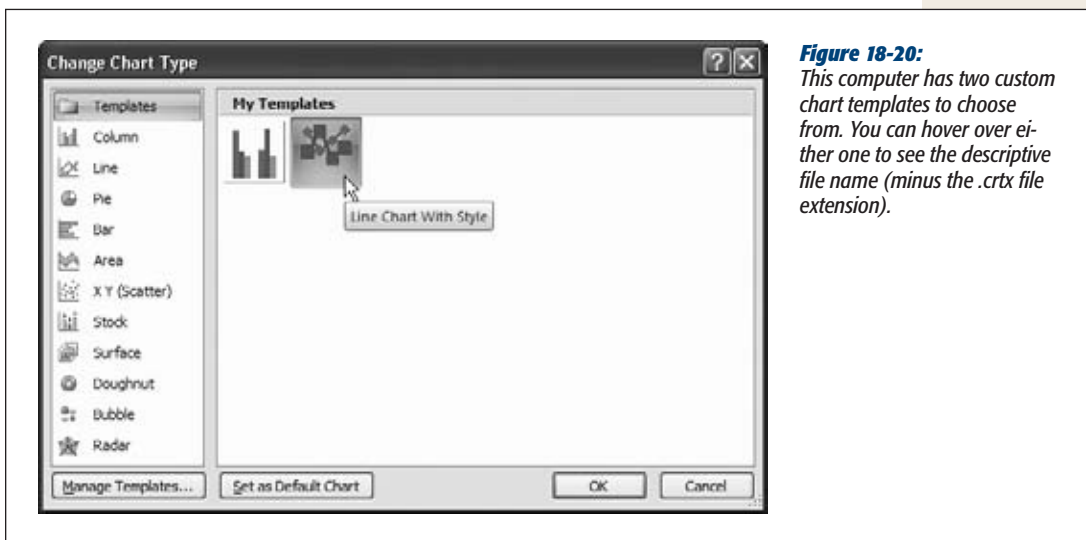 Change Chart Type
Templates
Column
Line
Pie
Bar
Area
X Y (Scatter)
Stock
Surface
Doughnut
Bubble
Radar
My Templates
Line Chart With Style
Manage Templates...
Set as Default Chart
OK
Cancel
Figure 18-20:
This computer has two custom
chart templates to choose
from. You can hover over ei-
ther one to see the descriptive
file name (minus the .crtx file
extension).